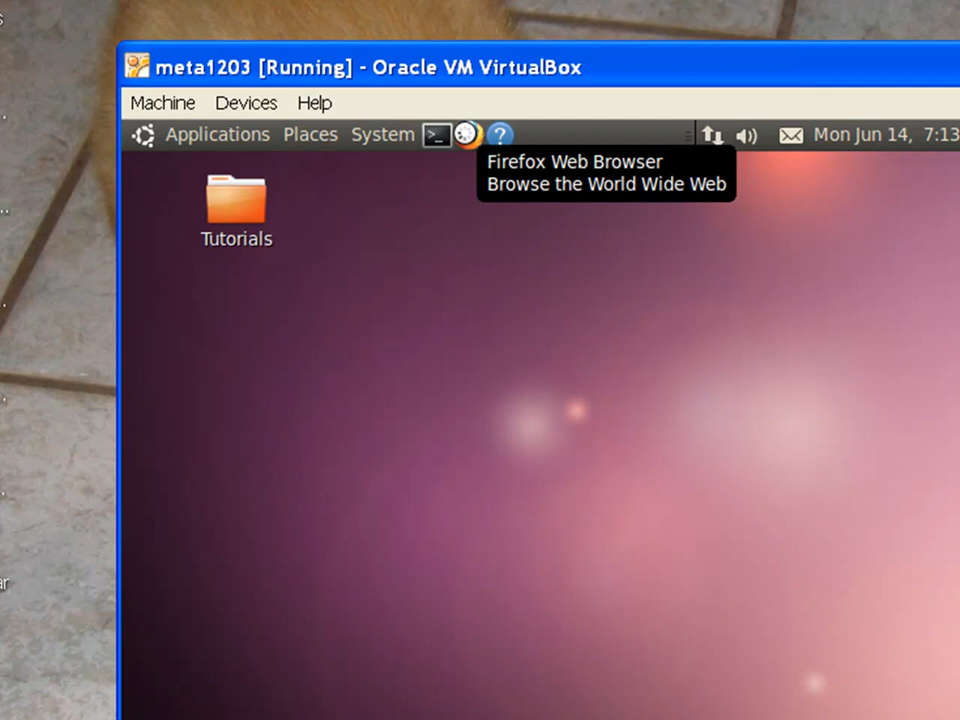 meta1203 [Running] - Oracle VM VirtualBox
Machine Devices Help
Applications Places System Mon Jun 14, 7:13
Firefox Web Browser
Browse the World Wide Web
Tutorials